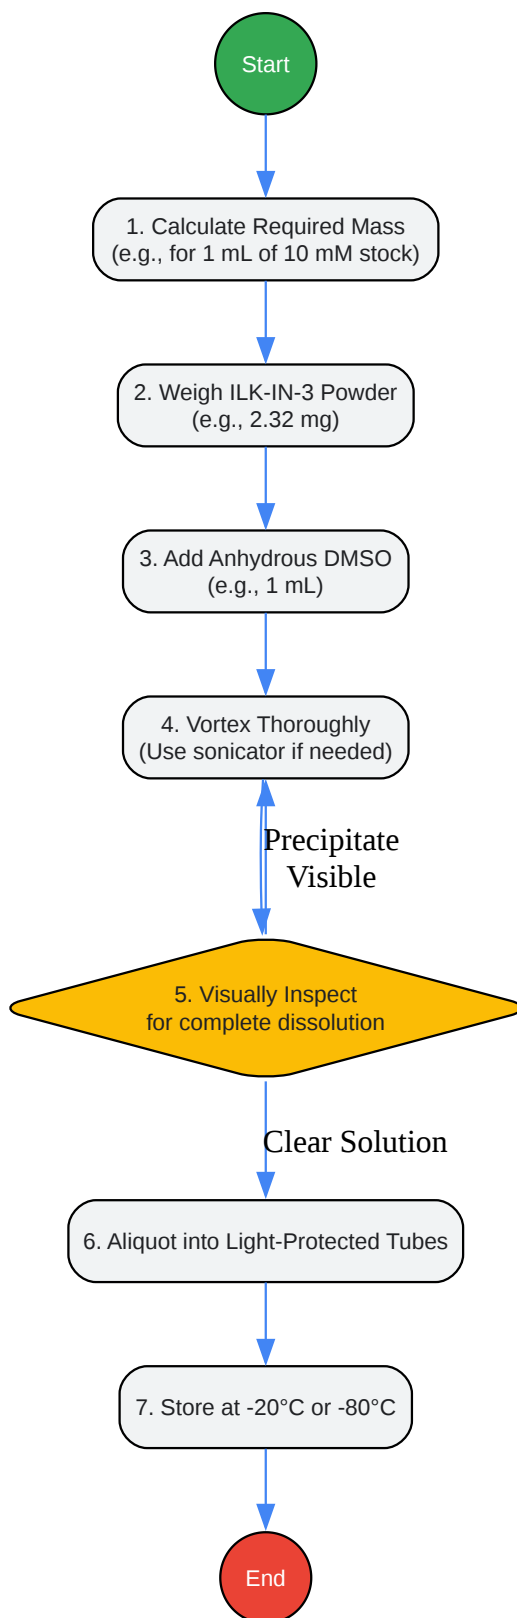 Start
1. Calculate Required Mass
(e.g., for 1 mL of 10 mM stock)
2. Weigh ILK-IN-3 Powder
(e.g., 2.32 mg)
3. Add Anhydrous DMSO
(e.g., 1 mL)
4. Vortex Thoroughly
(Use sonicator if needed)
Precipitate
Visible
5. Visually Inspect
for complete dissolution
Clear Solution
6. Aliquot into Light-Protected Tubes
7. Store at -20°C or -80°C
End